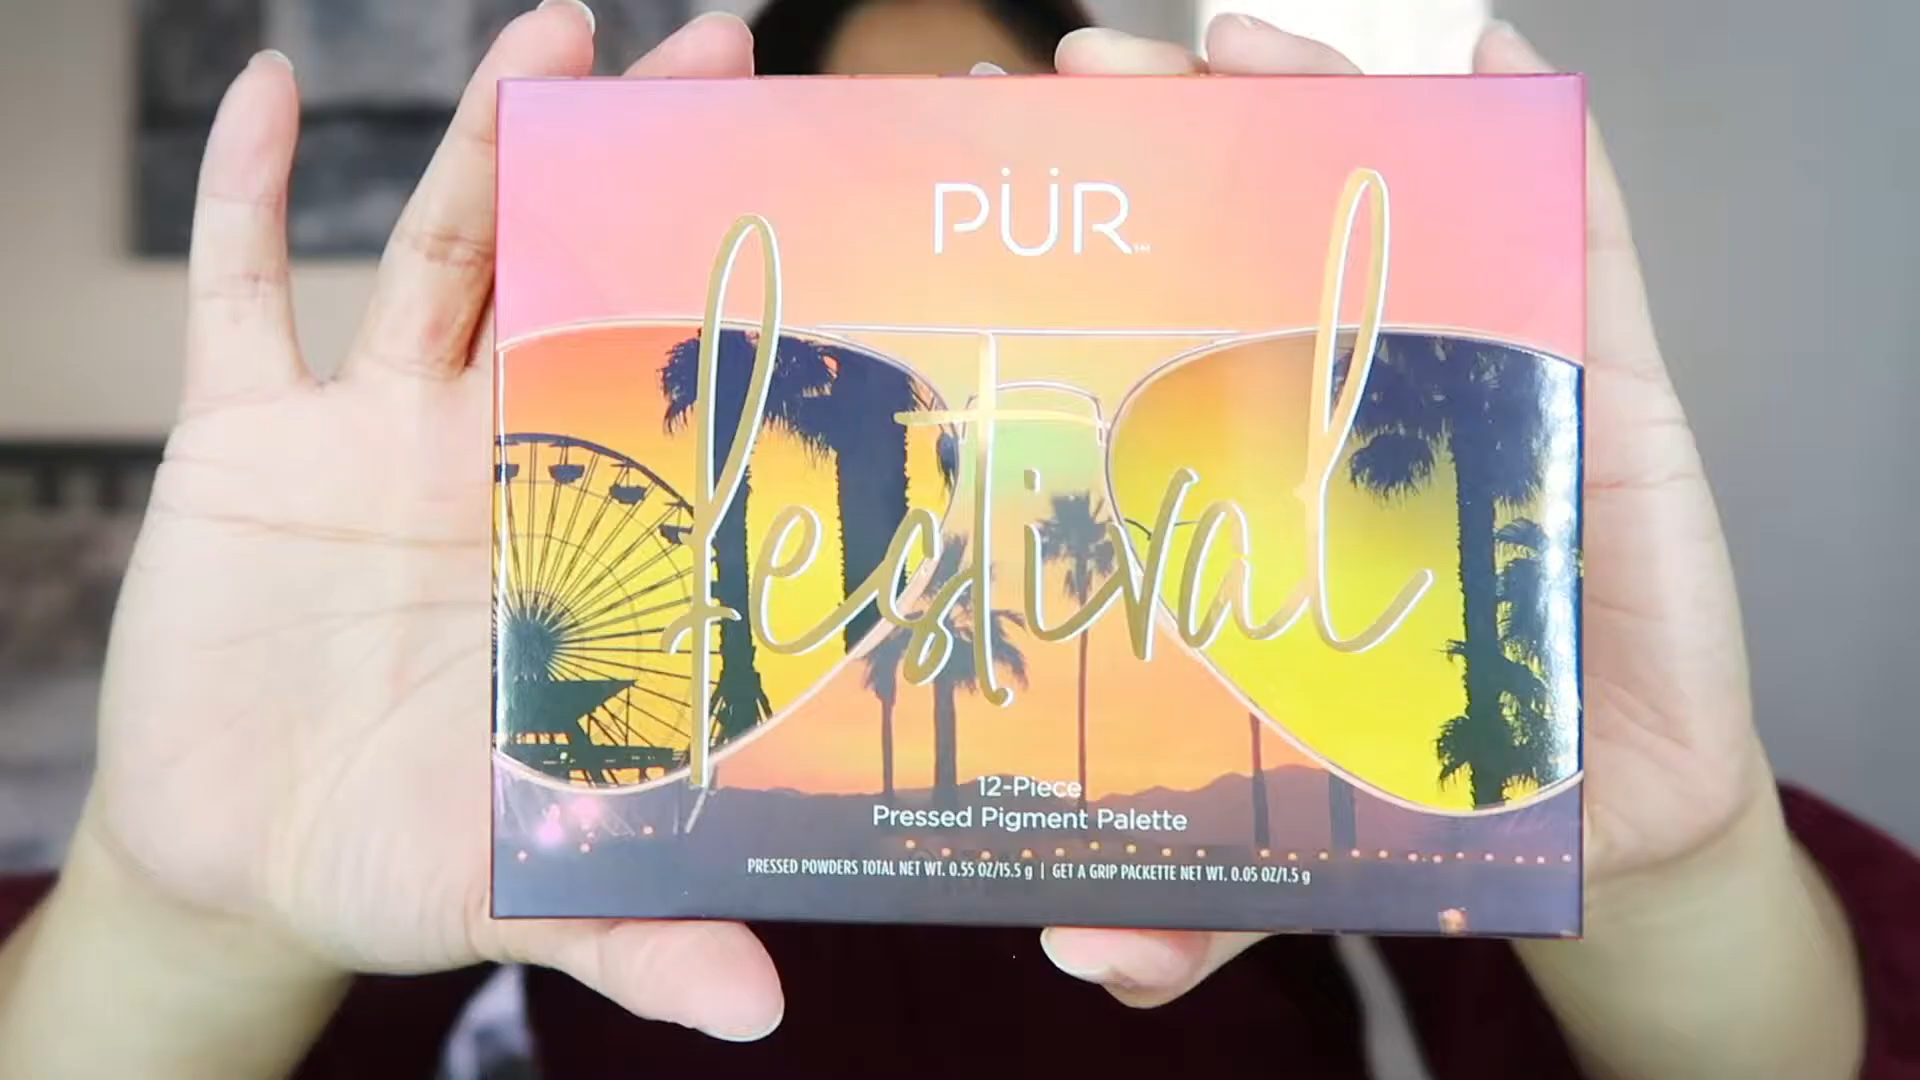 PÜR™
festival
12-Piece
Pressed Pigment Palette
PRESSED POWDERS TOTAL NET WT. 0.55 OZ/15.5 g | GET A GRIP PACKETTE NET WT. 0.05 OZ/1.5 g